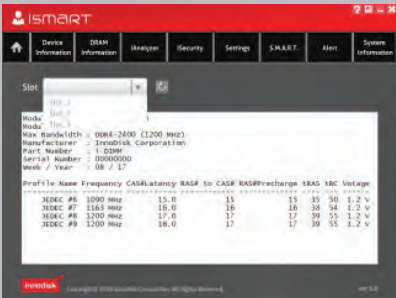 ismart
Device Information
DRAM Information
iAnalyzer
iSecurity
Settings
S.M.A.R.T.
Alert
System Information
Slot
Max Bandwidth : DDR4-2400 (1200 MHz)
Manufacturer : InnoDisk Corporation
Part Number : i-DIMM
Serial Number : 00000000
Week / Year : 08 / 17
Profile Name Frequency CAS#Latency RAS# to CAS# RAS#Precharge tRAS tRC Votage
JEDEC #6 1090 MHz 15.0 15 15 35 50 1.2 V
JEDEC #7 1163 MHz 16.0 16 16 38 54 1.2 V
JEDEC #8 1200 MHz 17.0 17 17 39 55 1.2 V
JEDEC #9 1200 MHz 18.0 17 17 39 55 1.2 V
innodisk